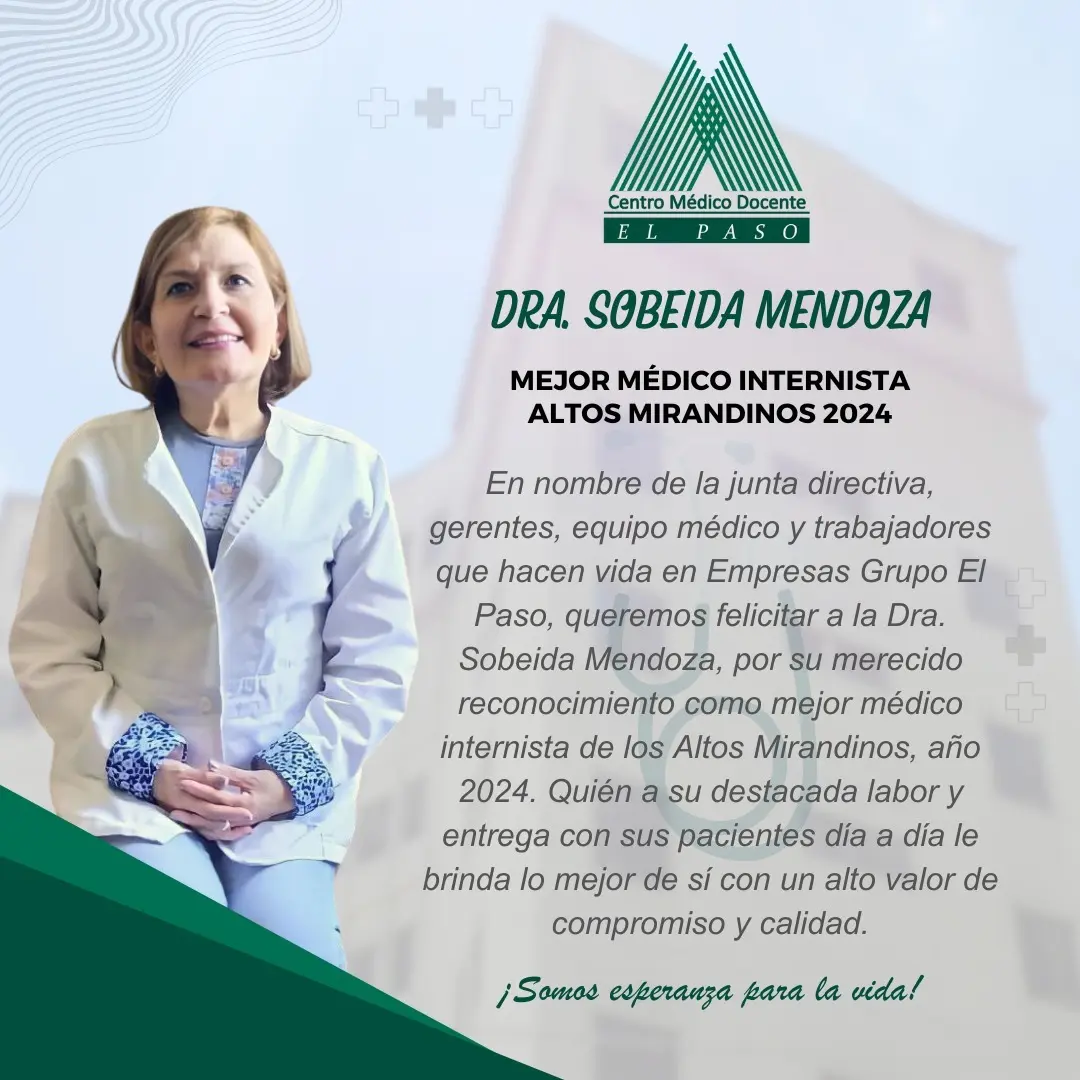 Centro Médico Docente
EL PASO
DRA. SOBEIDA MENDOZA
MEJOR MÉDICO INTERNISTA
ALTOS MIRANDINOS 2024
En nombre de la junta directiva,
gerentes, equipo médico y trabajadores
que hacen vida en Empresas Grupo El
Paso, queremos felicitar a la Dra.
Sobeida Mendoza, por su merecido
reconocimiento como mejor médico
internista de los Altos Mirandinos, año
2024. Quién a su destacada labor y
entrega con sus pacientes día a día le
brinda lo mejor de sí con un alto valor de
compromiso y calidad.
¡Somos esperanza para la vida!